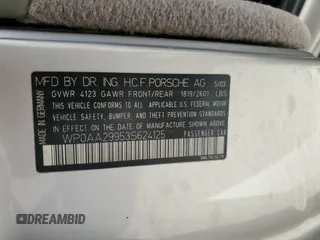 MADE IN GERMANY
MFD BY DR. ING. H.C.F. PORSCHE AG 5/03
GVWR 4123 GAWR FRONT/REAR 1819/2601 LBS
THIS VEHICLE CONFORMS TO ALL APPLICABLE U.S. FEDERAL
MOTOR VEHICLE SAFETY, BUMPER AND THEFT PREVENTION
STANDARDS IN EFFECT ON THE DATE OF MANUFACTURE
SHOWN ABOVE
WP0AA29953S624125 PASSENGER CAR
DREAMBID